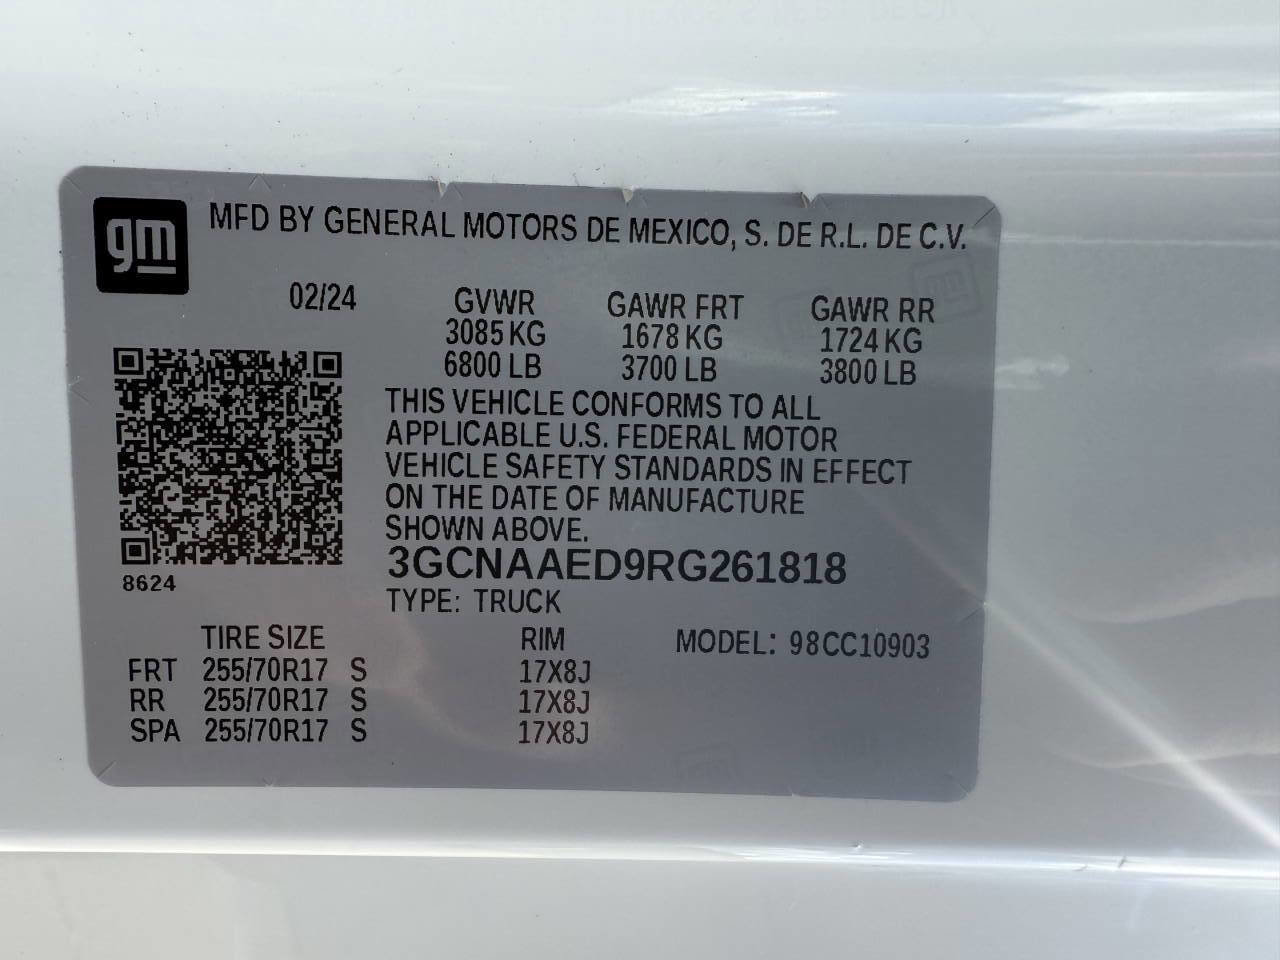 gm MFD BY GENERAL MOTORS DE MEXICO, S. DE R.L. DE C.V.
02/24 GVWR GAWR FRT GAWR RR
3085 KG 1678 KG 1724 KG
6800 LB 3700 LB 3800 LB
THIS VEHICLE CONFORMS TO ALL
APPLICABLE U.S. FEDERAL MOTOR
VEHICLE SAFETY STANDARDS IN EFFECT
ON THE DATE OF MANUFACTURE
SHOWN ABOVE.
3GCNAAED9RG261818
8624
TYPE: TRUCK
TIRE SIZE RIM MODEL: 98CC10903
FRT 255/70R17 S 17X8J
RR 255/70R17 S 17X8J
SPA 255/70R17 S 17X8J